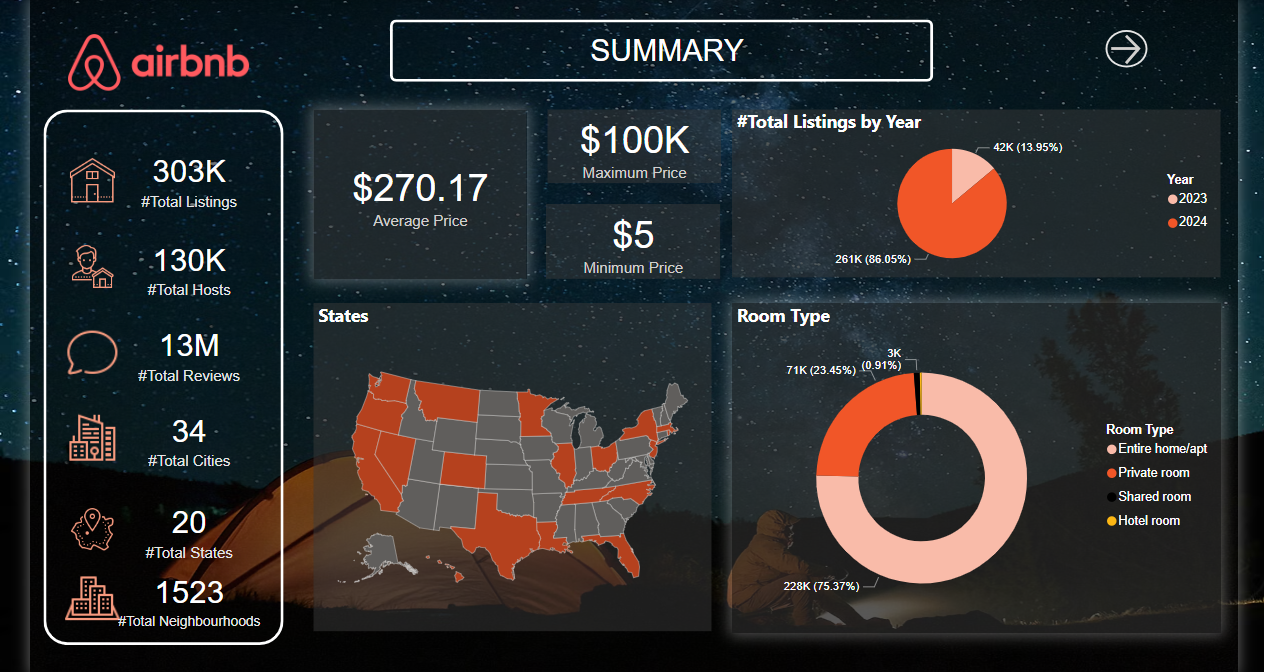 airbnb
SUMMARY
303K
#Total Listings
130K
#Total Hosts
13M
#Total Reviews
34
#Total Cities
20
#Total States
1523
#Total Neighbourhoods
$270.17
Average Price
$100K
Maximum Price
$5
Minimum Price
#Total Listings by Year
42K (13.95%)
261K (86.05%)
Year
2023
2024
States
Room Type
3K
(0.91%)
71K (23.45%)
228K (75.37%)
Room Type
Entire home/apt
Private room
Shared room
Hotel room